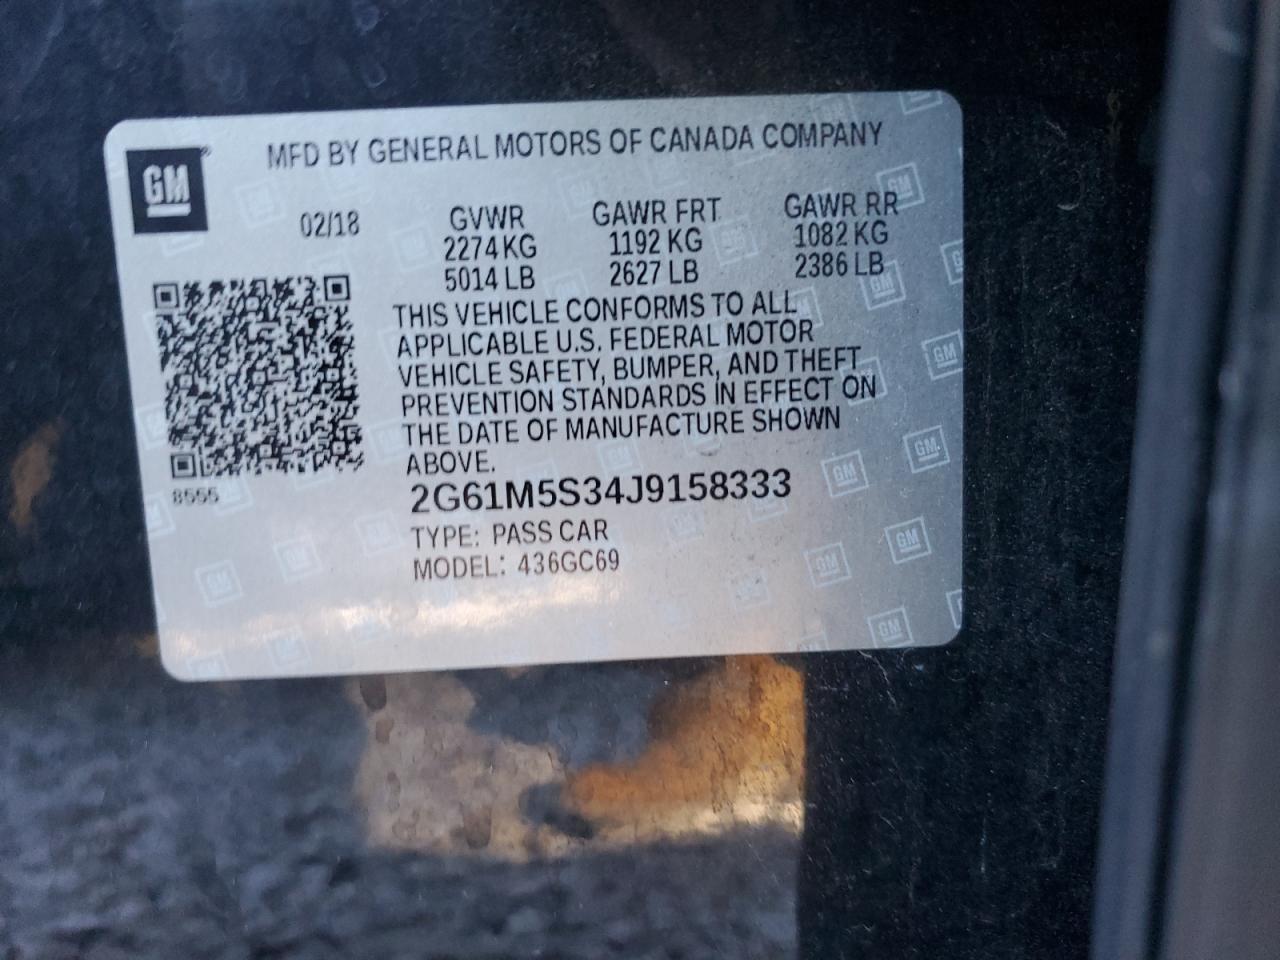 MFD BY GENERAL MOTORS OF CANADA COMPANY
GM
02/18
GVWR
2274 KG
5014 LB
GAWR FRT
1192 KG
2627 LB
GAWR RR
1082 KG
2386 LB
THIS VEHICLE CONFORMS TO ALL
APPLICABLE U.S. FEDERAL MOTOR
VEHICLE SAFETY, BUMPER, AND THEFT
PREVENTION STANDARDS IN EFFECT ON
THE DATE OF MANUFACTURE SHOWN
ABOVE.
8555
2G61M5S34J9158333
TYPE: PASS CAR
MODEL: 436GC69